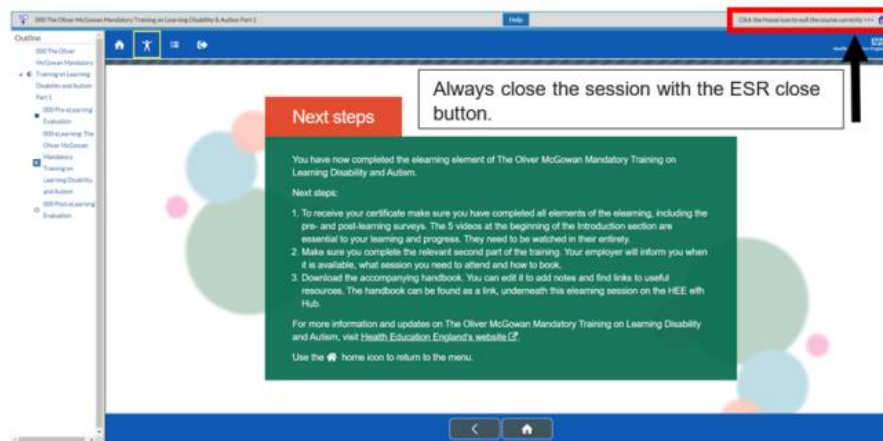 000 The Oliver McGowan Mandatory Training on Learning Disability & Autism Part 1
Help
Click the Home icon to exit the course correctly
Outline
000 The Oliver
McGowan Mandatory
Training on Learning
Disability and Autism
Part 1
000 Pre-eLearning
Evaluation
000 eLearning: The
Oliver McGowan
Mandatory
Training on
Learning Disability
and Autism
000 Post-eLearning
Evaluation
Always close the session with the ESR close
button.
Next steps
You have now completed the elearning element of The Oliver McGowan Mandatory Training on
Learning Disability and Autism.
Next steps:
1. To receive your certificate make sure you have completed all elements of the elearning, including the
pre- and post-learning surveys. The 5 videos at the beginning of the Introduction section are
essential to your learning and progress. They need to be watched in their entirety.
2. Make sure you complete the relevant second part of the training. Your employer will inform you when
it is available, what session you need to attend and how to book.
3. Download the accompanying handbook. You can edit it to add notes and find links to useful
resources. The handbook can be found as a link, underneath this elearning session on the HEE elfh
Hub.
For more information and updates on The Oliver McGowan Mandatory Training on Learning Disability
and Autism, visit Health Education England's website.
Use the home icon to return to the menu.